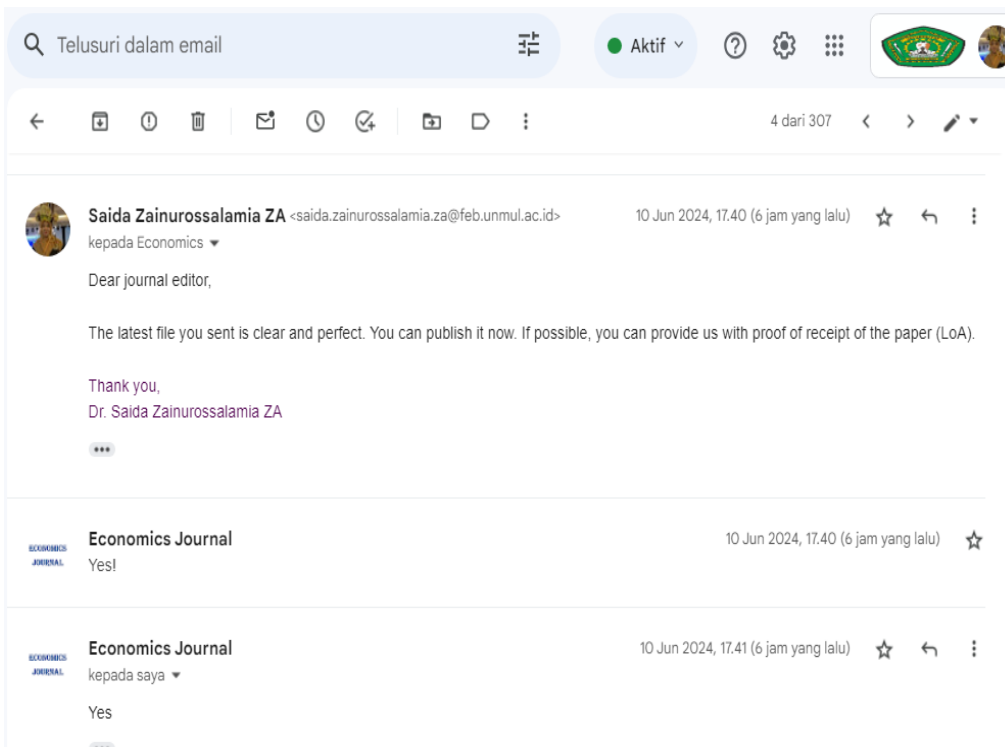 Telusuri dalam email
Aktif
4 dari 307
Saida Zainurossalamia ZA <saida.zainurossalamia.za@feb.unmul.ac.id>
10 Jun 2024, 17.40 (6 jam yang lalu)
kepada Economics
Dear journal editor,
The latest file you sent is clear and perfect. You can publish it now. If possible, you can provide us with proof of receipt of the paper (LoA).
Thank you,
Dr. Saida Zainurossalamia ZA
ECONOMICS
JOURNAL
Economics Journal
10 Jun 2024, 17.40 (6 jam yang lalu)
Yes!
ECONOMICS
JOURNAL
Economics Journal
10 Jun 2024, 17.41 (6 jam yang lalu)
kepada saya
Yes